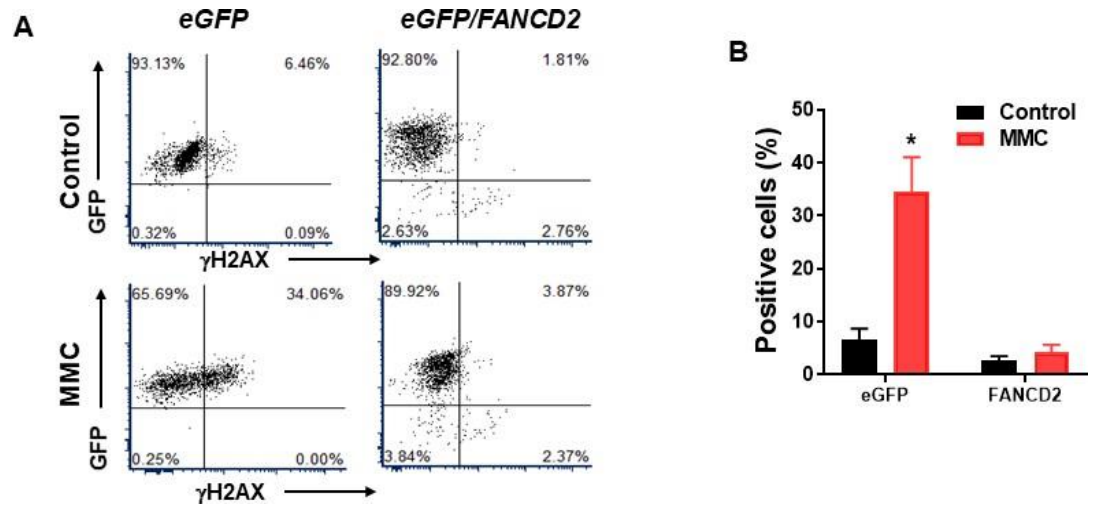 A
eGFP
eGFP/FANCD2
Control
GFP
93.13%
6.46%
0.32%
0.09%
92.80%
1.81%
2.63%
2.76%
γH2AX
MMC
GFP
65.69%
34.06%
0.25%
0.00%
89.92%
3.87%
3.84%
2.37%
γH2AX
B
Positive cells (%)
50
40
30
20
10
0
*
Control
MMC
eGFP
FANCD2